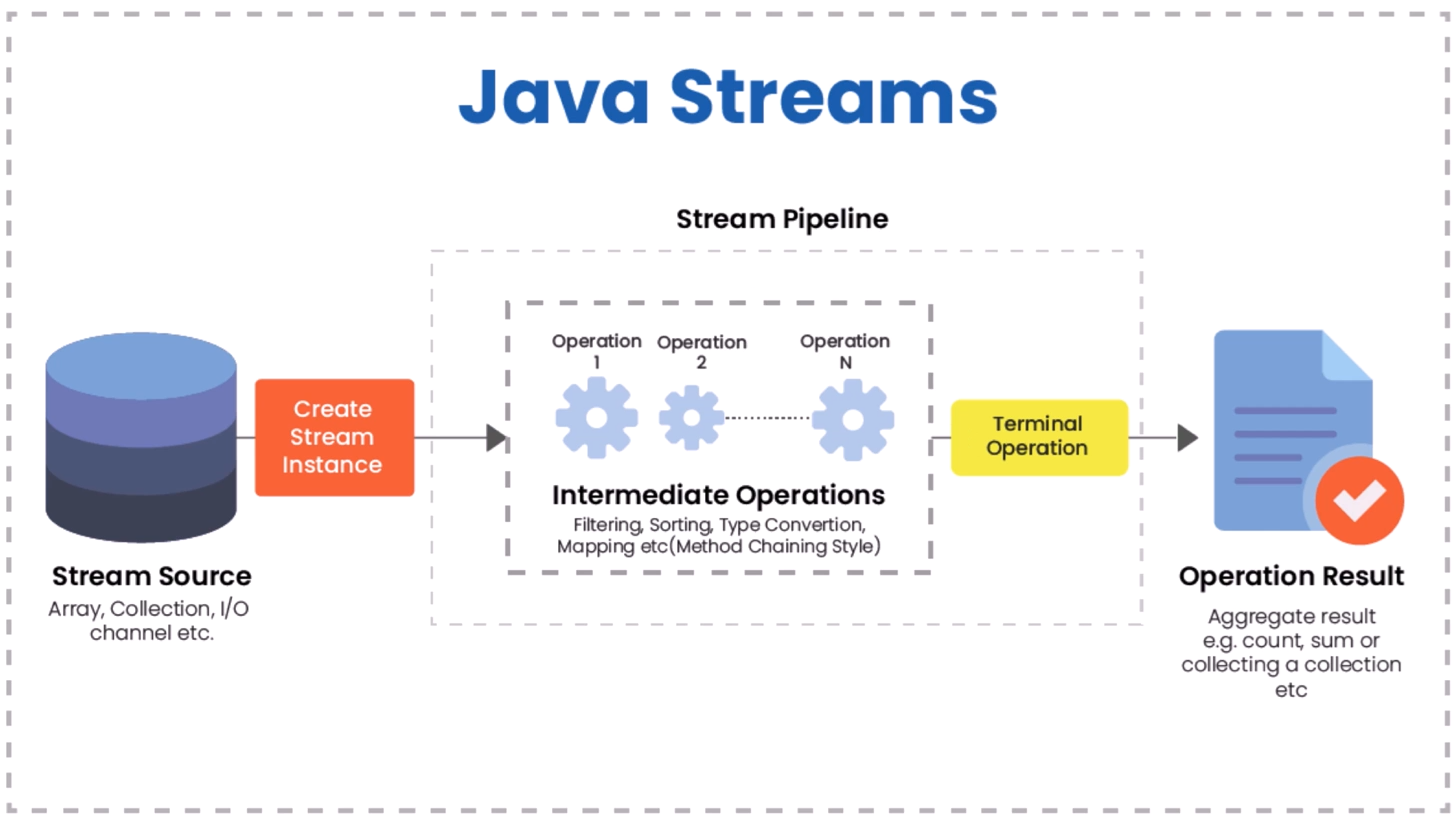 Java Streams
Stream Pipeline
Operation
1
Operation
2
Operation
N
Create
Stream
Instance
Terminal
Operation
Intermediate Operations
Filtering, Sorting, Type Convertion,
Mapping etc(Method Chaining Style)
Stream Source
Array, Collection, I/O
channel etc.
Operation Result
Aggregate result
e.g. count, sum or
collecting a collection
etc